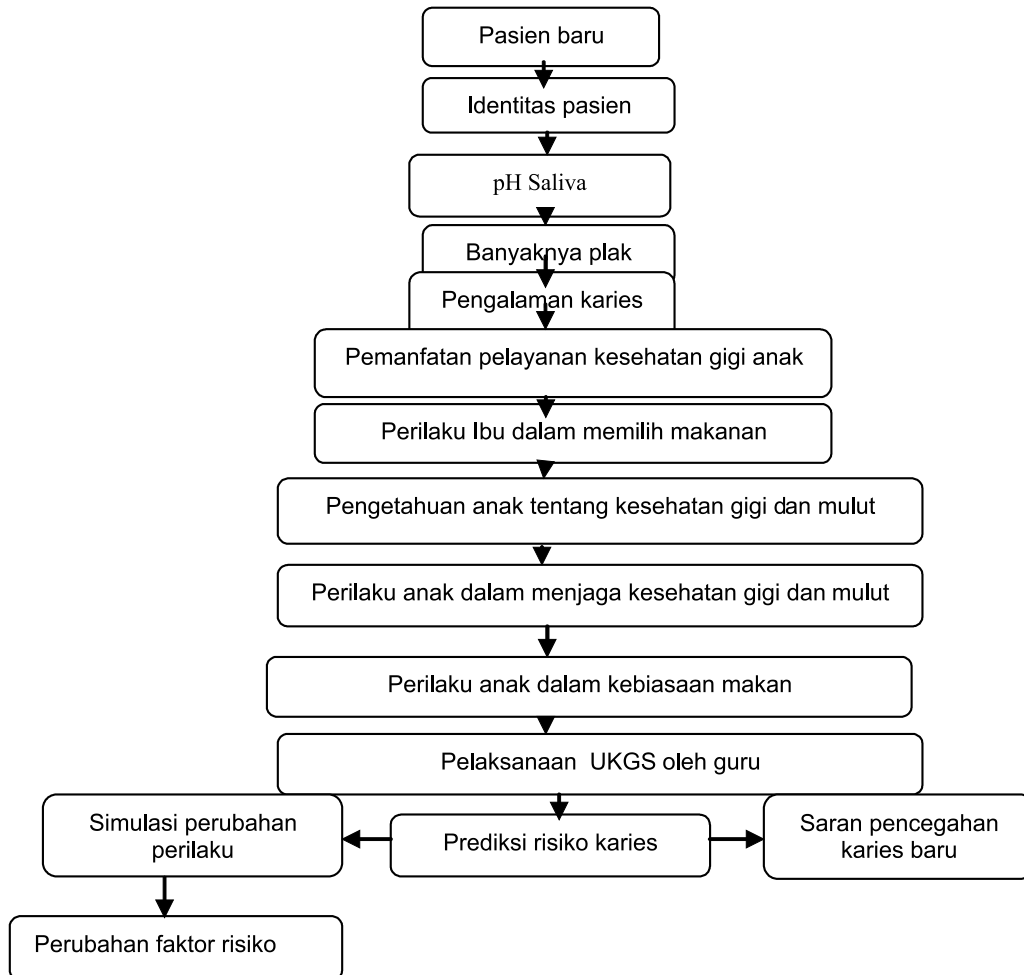 Pasien baru
Identitas pasien
pH Saliva
Banyaknya plak
Pengalaman karies
Pemanfatan pelayanan kesehatan gigi anak
Perilaku Ibu dalam memilih makanan
Pengetahuan anak tentang kesehatan gigi dan mulut
Perilaku anak dalam menjaga kesehatan gigi dan mulut
Perilaku anak dalam kebiasaan makan
Pelaksanaan UKGS oleh guru
Simulasi perubahan
perilaku
Prediksi risiko karies
Saran pencegahan
karies baru
Perubahan faktor risiko